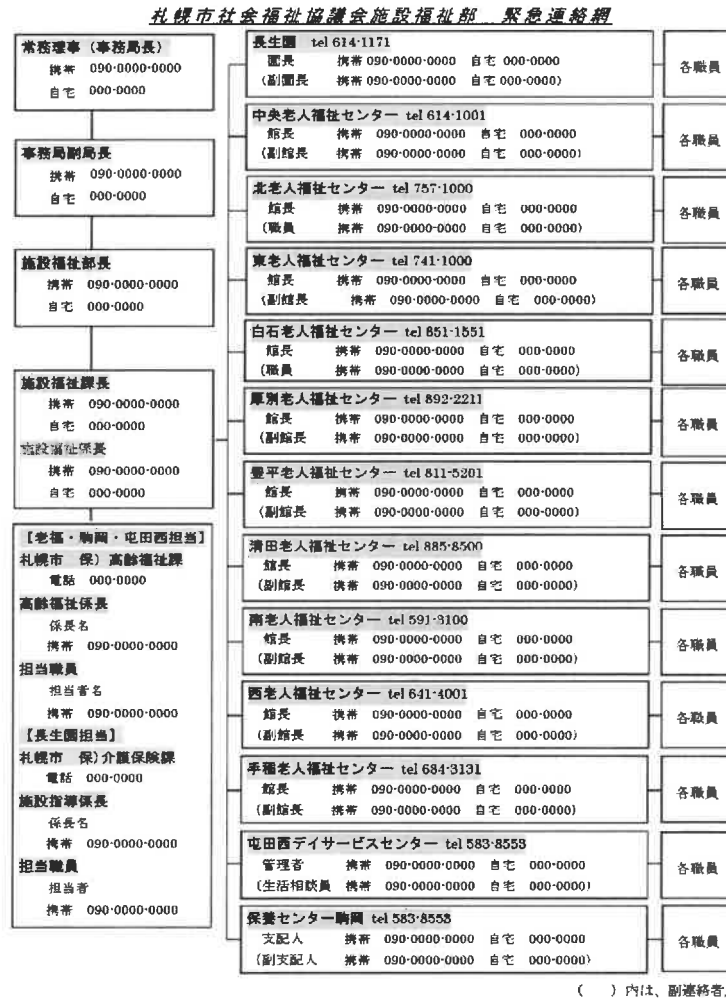 札幌市社会福祉協議会施設福祉部 緊急連絡網
常務理事（事務局長）
携帯 090-0000-0000
自宅 000-0000
事務局副局長
携帯 090-0000-0000
自宅 000-0000
施設福祉部長
携帯 090-0000-0000
自宅 000-0000
施設福祉課長
携帯 090-0000-0000
自宅 000-0000
施設福祉係長
携帯 090-0000-0000
自宅 000-0000
【老福・駒岡・屯田西担当】
札幌市 保）高齢福祉課
電話 000-0000
高齢福祉係長
係長名
携帯 090-0000-0000
担当職員
担当者名
携帯 090-0000-0000
【長生園担当】
札幌市 保)介護保険課
電話 000-0000
施設指導係長
係長名
携帯 090-0000-0000
担当職員
担当者
携帯 090-0000-0000
長生園 tel 614-1171
園長 携帯 090-0000-0000 自宅 000-0000
(副園長 携帯 090-0000-0000 自宅 000-0000)
各職員
中央老人福祉センター tel 614-1001
館長 携帯 090-0000-0000 自宅 000-0000
(副館長 携帯 090-0000-0000 自宅 000-0000)
各職員
北老人福祉センター tel 757-1000
館長 携帯 090-0000-0000 自宅 000-0000
(職員 携帯 090-0000-0000 自宅 000-0000)
各職員
東老人福祉センター tel 741-1000
館長 携帯 090-0000-0000 自宅 000-0000
(副館長 携帯 090-0000-0000 自宅 000-0000)
各職員
白石老人福祉センター tel 851-1551
館長 携帯 090-0000-0000 自宅 000-0000
(職員 携帯 090-0000-0000 自宅 000-0000)
各職員
厚別老人福祉センター tel 892-2211
館長 携帯 090-0000-0000 自宅 000-0000
(副館長 携帯 090-0000-0000 自宅 000-0000)
各職員
豊平老人福祉センター tel 811-5201
館長 携帯 090-0000-0000 自宅 000-0000
(副館長 携帯 090-0000-0000 自宅 000-0000)
各職員
清田老人福祉センター tel 885-8500
館長 携帯 090-0000-0000 自宅 000-0000
(副館長 携帯 090-0000-0000 自宅 000-0000)
各職員
南老人福祉センター tel 591-3100
館長 携帯 090-0000-0000 自宅 000-0000
(副館長 携帯 090-0000-0000 自宅 000-0000)
各職員
西老人福祉センター tel 641-4001
館長 携帯 090-0000-0000 自宅 000-0000
(副館長 携帯 090-0000-0000 自宅 000-0000)
各職員
手稲老人福祉センター tel 684-3131
館長 携帯 090-0000-0000 自宅 000-0000
(副館長 携帯 090-0000-0000 自宅 000-0000)
各職員
屯田西デイサービスセンター tel 583-8553
管理者 携帯 090-0000-0000 自宅 000-0000
(生活相談員 携帯 090-0000-0000 自宅 000-0000)
各職員
保養センター駒岡 tel 583-8553
支配人 携帯 090-0000-0000 自宅 000-0000
(副支配人 携帯 090-0000-0000 自宅 000-0000)
各職員
（ ）内は、副連絡者